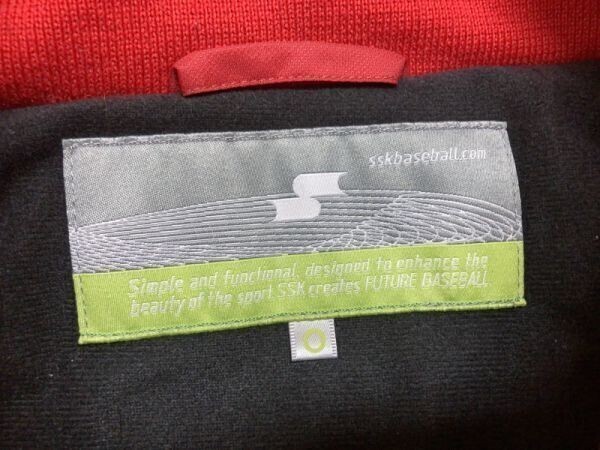 sskbaseball.com
S
Simple and functional, designed to enhance the
beauty of the sport SSK creates FUTURE BASEBALL
O